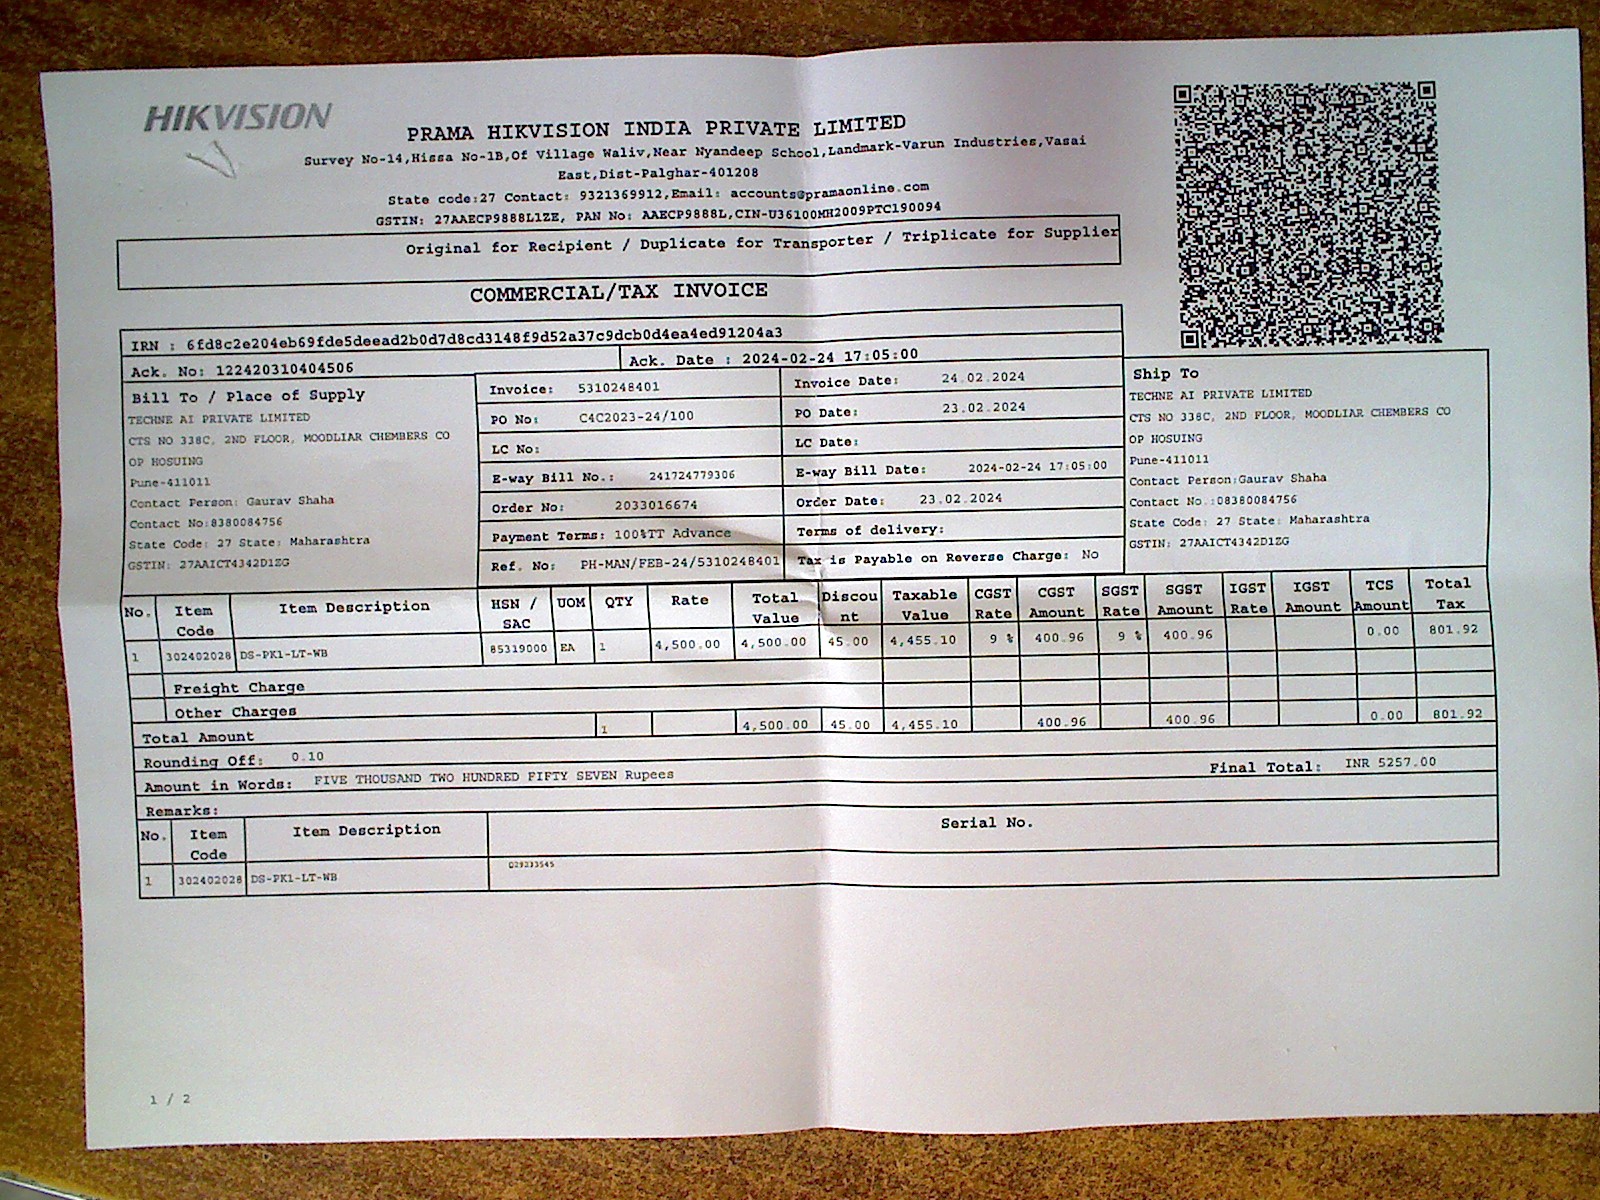 HIKVISION
PRAMA HIKVISION INDIA PRIVATE LIMITED
Survey No-14,Hissa No-1B,Of Village Waliv,Near Nyandeep School,Landmark-Varun Industries,Vasai
East,Dist-Palghar-401208
State code:27 Contact: 9321369912,Email: accounts@pramaonline.com
GSTIN: 27AAECP9888L1ZE, PAN No: AAECP9888L,CIN-U36100MH2009PTC190094
Original for Recipient / Duplicate for Transporter / Triplicate for Supplier
COMMERCIAL/TAX INVOICE
IRN : 6fd8c2e204eb69fde5deead2b0d7d8cd3148f9d52a37c9dcb0d4ea4ed91204a3
Ack. No: 122420310404506 Ack. Date : 2024-02-24 17:05:00
Bill To / Place of Supply
TECHNE AI PRIVATE LIMITED
CTS NO 338C, 2ND FLOOR, MOODLIAR CHEMBERS CO
OP HOSUING
Pune-411011
Contact Person: Gaurav Shaha
Contact No:8380084756
State Code: 27 State: Maharashtra
GSTIN: 27AAICT4342D1ZG
Invoice: 5310248401 Invoice Date: 24.02.2024
PO No: C4C2023-24/100 PO Date: 23.02.2024
LC No: LC Date:
E-way Bill No.: 241724779306 E-way Bill Date: 2024-02-24 17:05:00
Order No: 2033016674 Order Date: 23.02.2024
Payment Terms: 100%TT Advance Terms of delivery:
Ref. No: PH-MAN/FEB-24/5310248401 Tax is Payable on Reverse Charge: No
Ship To
TECHNE AI PRIVATE LIMITED
CTS NO 338C, 2ND FLOOR, MOODLIAR CHEMBERS CO
OP HOSUING
Pune-411011
Contact Person:Gaurav Shaha
Contact No.:08380084756
State Code: 27 State: Maharashtra
GSTIN: 27AAICT4342D1ZG
No. Item Code Item Description HSN / SAC UOM QTY Rate Total Value Discou nt Taxable Value CGST Rate CGST Amount SGST Rate SGST Amount IGST Rate IGST Amount TCS Amount Total Tax
1 302402028 DS-PK1-LT-WB 85319000 EA 1 4,500.00 4,500.00 45.00 4,455.10 9 % 400.96 9 % 400.96 0.00 801.92
Freight Charge
Other Charges
Total Amount 1 4,500.00 45.00 4,455.10 400.96 400.96 0.00 801.92
Rounding Off: 0.10
Amount in Words: FIVE THOUSAND TWO HUNDRED FIFTY SEVEN Rupees Final Total: INR 5257.00
Remarks:
No. Item Code Item Description Serial No.
1 302402028 DS-PK1-LT-WB Q29233545
1 / 2